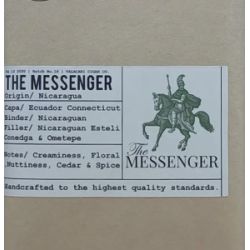 THE MESSENGER
Origin/ Nicaragua
Capa/ Ecuador Connecticut
Binder/ Nicaraguan
Filler/ Nicaraguan Esteli
Conedga & Ometepe
Notes/ Creaminess, Floral
,Nuttiness, Cedar & Spice
The
MESSENGER
Handcrafted to the highest quality standards.